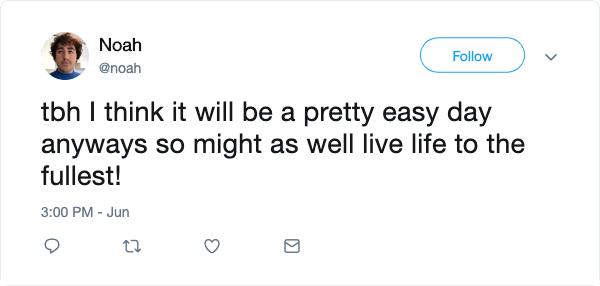 Noah
@noah
Follow
tbh I think it will be a pretty easy day
anyways so might as well live life to the
fullest!
3:00 PM - Jun